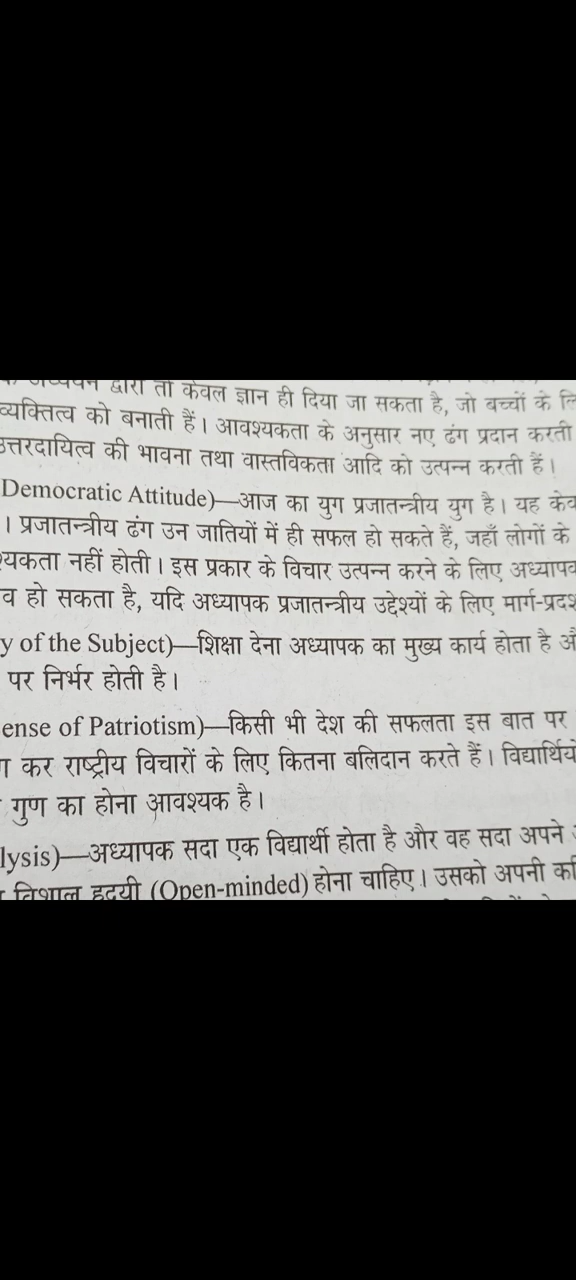 द्वारा तो केवल ज्ञान ही दिया जा सकता है, जो बच्चों के
व्यक्तित्व को बनाती हैं। आवश्यकता के अनुसार नए ढंग प्रदान करती
उत्तरदायित्व की भावना तथा वास्तविकता आदि को उत्पन्न करती हैं।
Democratic Attitude)—आज का युग प्रजातन्त्रीय युग है। यह
। प्रजातन्त्रीय ढंग उन जातियों में ही सफल हो सकते हैं, जहाँ लोगों के
नहीं होती। इस प्रकार के विचार उत्पन्न करने के लिए
व हो सकता है, यदि अध्यापक प्रजातन्त्रीय उद्देश्यों के लिए
y of the Subject)—शिक्षा देना अध्यापक का मुख्य कार्य होता है
पर निर्भर होती है।
ense of Patriotism)—किसी भी देश की सफलता इस बात पर
कर राष्ट्रीय विचारों के लिए कितना बलिदान करते हैं।
गुण का होना आवश्यक है।
lysis)—अध्यापक सदा एक विद्यार्थी होता है और वह सदा अपने
विशाल हृदयी (Open-minded) होना चाहिए। उसको अपनी